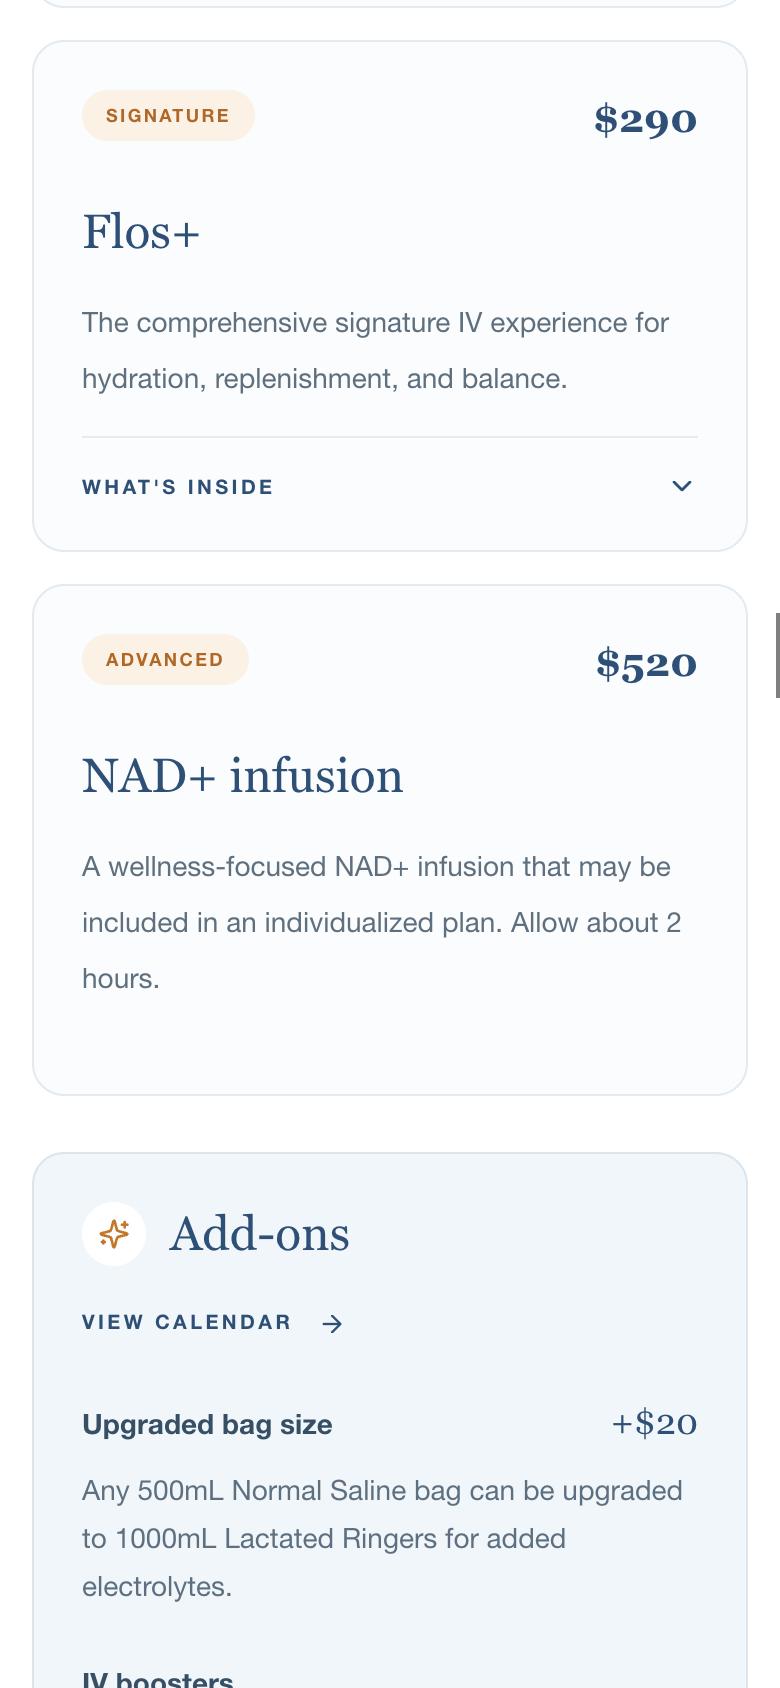 SIGNATURE
$290
Flos+
The comprehensive signature IV experience for
hydration, replenishment, and balance.
WHAT'S INSIDE
ADVANCED
$520
NAD+ infusion
A wellness-focused NAD+ infusion that may be
included in an individualized plan. Allow about 2
hours.
Add-ons
VIEW CALENDAR →
Upgraded bag size
+$20
Any 500mL Normal Saline bag can be upgraded
to 1000mL Lactated Ringers for added
electrolytes.
IV boosters